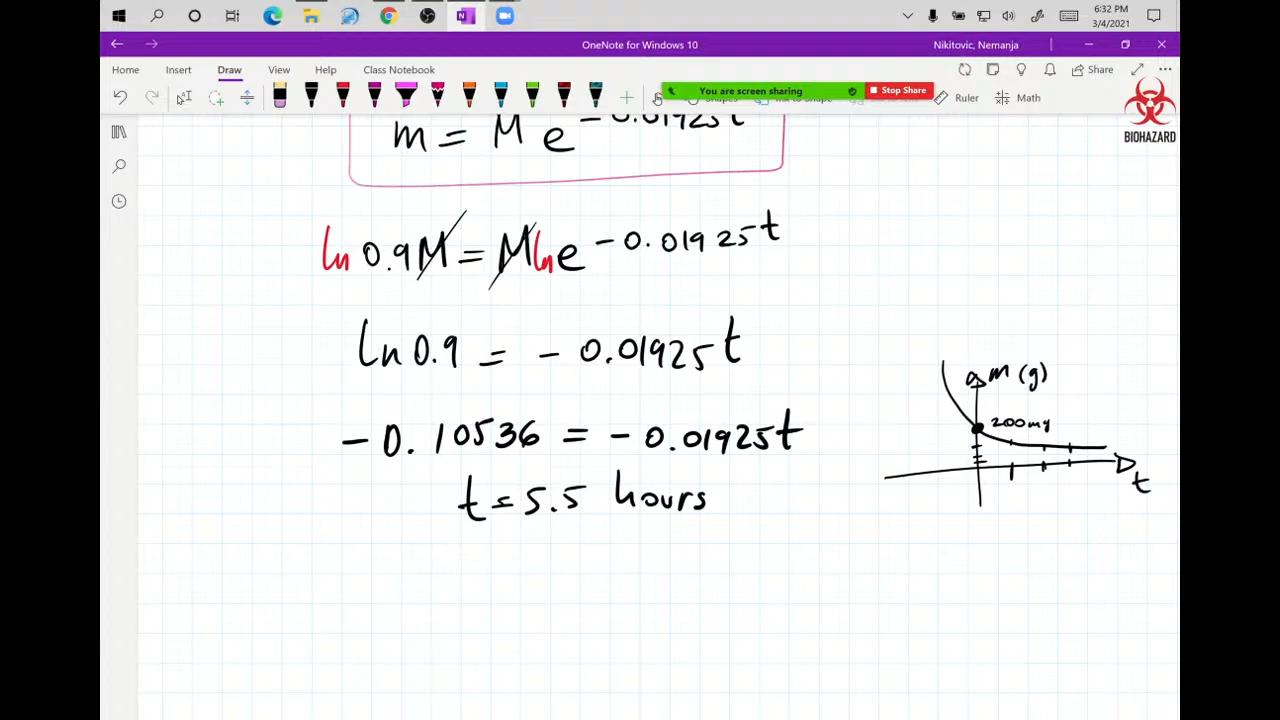 6:32 PM
3/4/2021
OneNote for Windows 10
Nikitovic, Nemanja
Home Insert Draw View Help Class Notebook
Share
You are screen sharing
Stop Share
Ruler
Math
BIOHAZARD
m = M e^-0.01925t
ln 0.9M = M ln e^-0.01925t
ln 0.9 = -0.01925t
-0.10536 = -0.01925t
t = 5.5 hours
m (g)
200mg
t